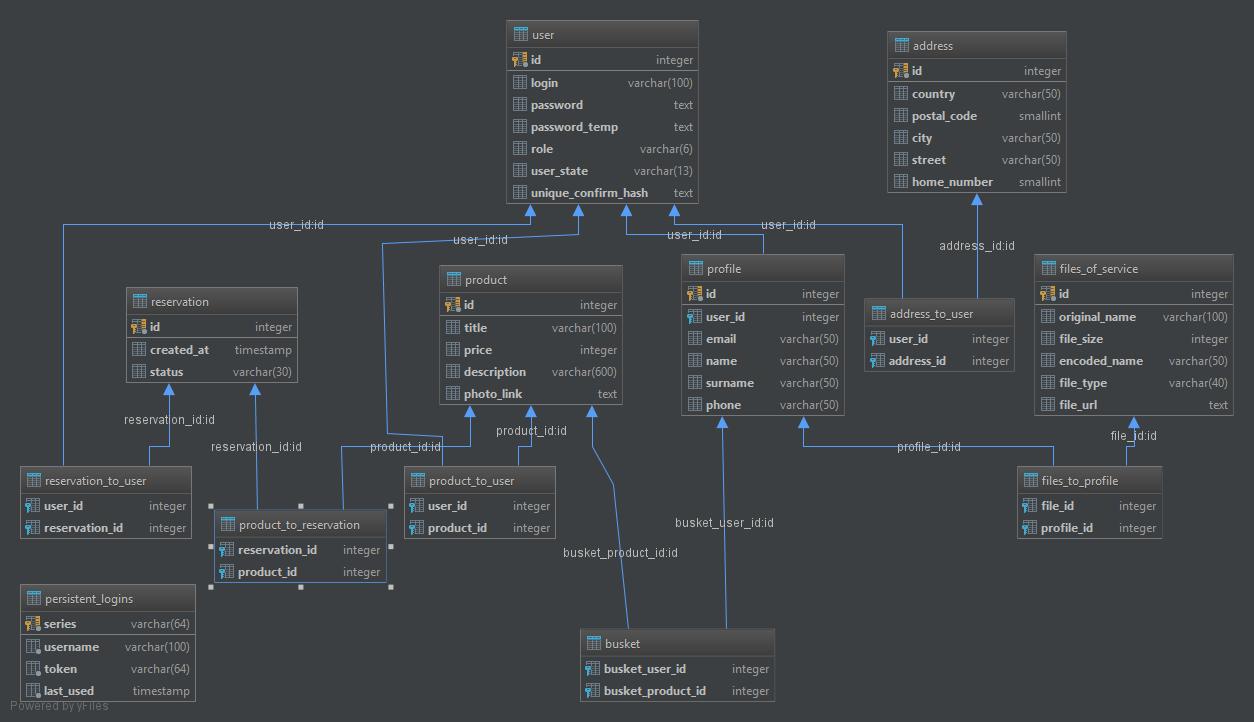 user
id integer
login varchar(100)
password text
password_temp text
role varchar(6)
user_state varchar(13)
unique_confirm_hash text
address
id integer
country varchar(50)
postal_code smallint
city varchar(50)
street varchar(50)
home_number smallint
user_id:id
user_id:id
user_id:id
user_id:id
address_id:id
reservation
id integer
created_at timestamp
status varchar(30)
product
id integer
title varchar(100)
price integer
description varchar(600)
photo_link text
profile
id integer
user_id integer
email varchar(50)
name varchar(50)
surname varchar(50)
phone varchar(50)
address_to_user
user_id integer
address_id integer
files_of_service
id integer
original_name varchar(100)
file_size integer
encoded_name varchar(50)
file_type varchar(40)
file_url text
reservation_id:id
reservation_id:id
product_id:id
product_id:id
profile_id:id
file_id:id
reservation_to_user
user_id integer
reservation_id integer
product_to_reservation
reservation_id integer
product_id integer
product_to_user
user_id integer
product_id integer
files_to_profile
file_id integer
profile_id integer
busket_user_id:id
busket_product_id:id
persistent_logins
series varchar(64)
username varchar(100)
token varchar(64)
last_used timestamp
busket
busket_user_id integer
busket_product_id integer
Powered by yFiles